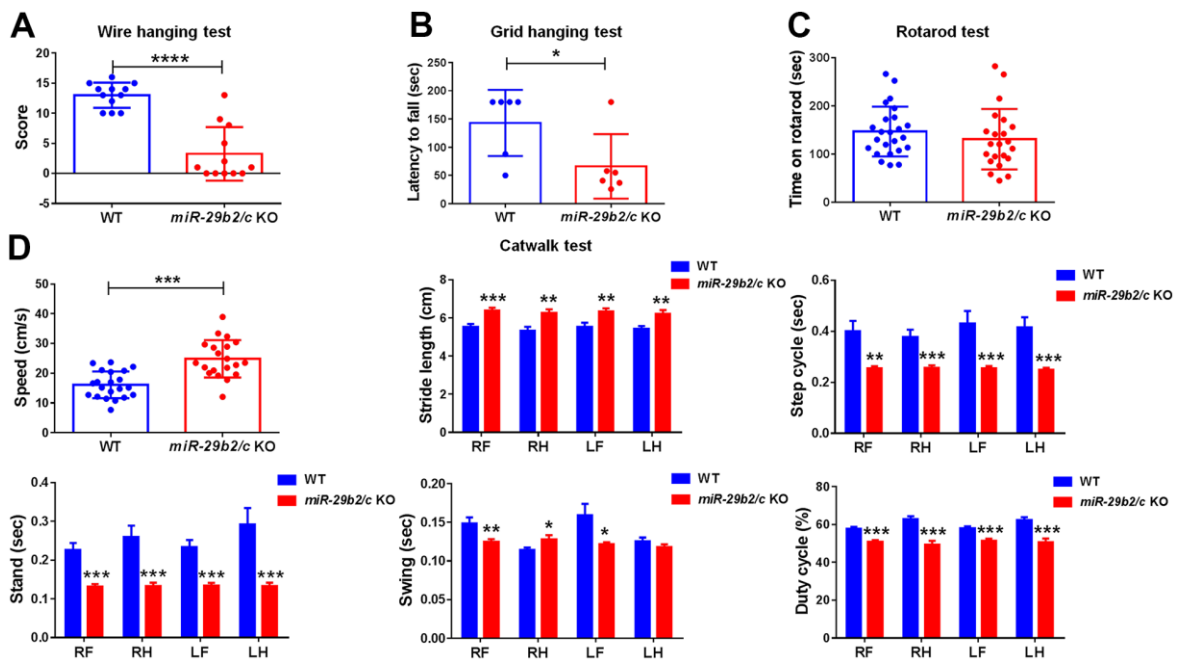 A
Wire hanging test
Score
20
15
10
5
0
-5
****
WT
miR-29b2/c KO
B
Grid hanging test
Latency to fall (sec)
250
200
150
100
50
0
*
WT
miR-29b2/c KO
C
Rotarod test
Time on rotarod (sec)
300
200
100
0
WT
miR-29b2/c KO
D
Catwalk test
Speed (cm/s)
50
40
30
20
10
0
***
WT
miR-29b2/c KO
WT
miR-29b2/c KO
Stride length (cm)
8
6
4
2
0
*** ** ** **
RF RH LF LH
WT
miR-29b2/c KO
Step cycle (sec)
0.6
0.4
0.2
0.0
** *** *** ***
RF RH LF LH
WT
miR-29b2/c KO
Stand (sec)
0.4
0.3
0.2
0.1
0.0
*** *** *** ***
RF RH LF LH
WT
miR-29b2/c KO
Swing (sec)
0.20
0.15
0.10
0.05
0.00
** * *
RF RH LF LH
WT
miR-29b2/c KO
Duty cycle (%)
80
60
40
20
0
*** *** *** ***
RF RH LF LH